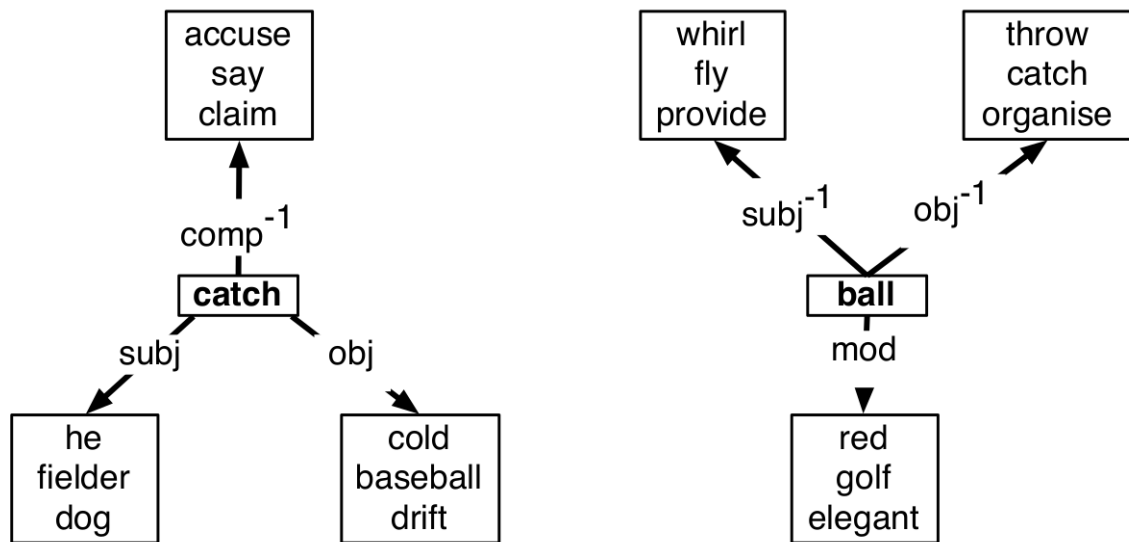 accuse
say
claim
comp-1
catch
subj
obj
he
fielder
dog
cold
baseball
drift
whirl
fly
provide
throw
catch
organise
subj-1
obj-1
ball
mod
red
golf
elegant